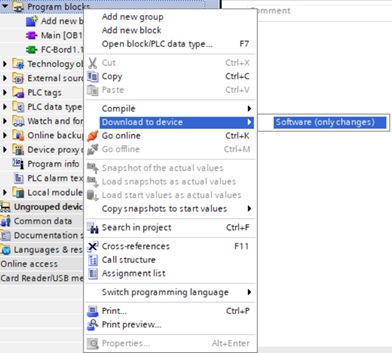 Program blocks
Add new b
Main [OB1
FC-Bord1.1
Technology ol
External sourc
PLC tags
PLC data type
Watch and for
Online backup
Device proxy
Program info
PLC alarm tex
Local module
Ungrouped devic
Common data
Documentation s
Languages & res
Online access
Card Reader/USB me
Comment
Add new group
Add new block
Open block/PLC data type... F7
Cut Ctrl+X
Copy Ctrl+C
Paste Ctrl+V
Compile
Download to device
Software (only changes)
Go online Ctrl+K
Go offline Ctrl+M
Snapshot of the actual values
Load snapshots as actual values
Load start values as actual values
Copy snapshots to start values
Search in project Ctrl+F
Cross-references F11
Call structure
Assignment list
Switch programming language
Print... Ctrl+P
Print preview...
Properties... Alt+Enter